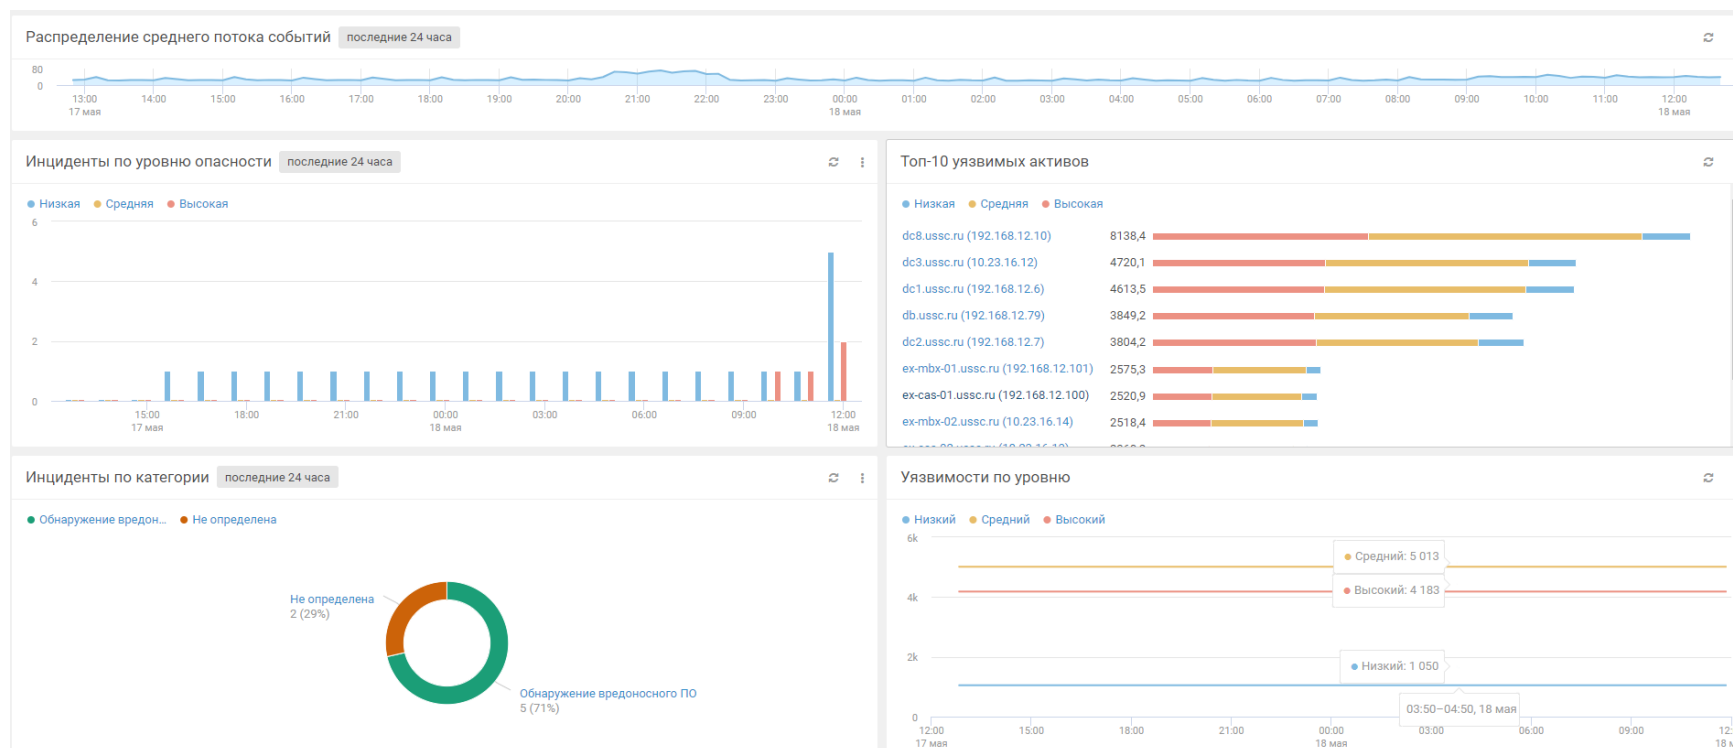 Распределение среднего потока событий последние 24 часа
80
0
13:00 14:00 15:00 16:00 17:00 18:00 19:00 20:00 21:00 22:00 23:00 00:00 01:00 02:00 03:00 04:00 05:00 06:00 07:00 08:00 09:00 10:00 11:00 12:00
17 мая 18 мая 18 мая
Инциденты по уровню опасности последние 24 часа
Низкая Средняя Высокая
6
4
2
0
15:00 18:00 21:00 00:00 03:00 06:00 09:00 12:00
17 мая 18 мая 18 мая
Топ-10 уязвимых активов
Низкая Средняя Высокая
dc8.ussc.ru (192.168.12.10) 8138,4
dc3.ussc.ru (10.23.16.12) 4720,1
dc1.ussc.ru (192.168.12.6) 4613,5
db.ussc.ru (192.168.12.79) 3849,2
dc2.ussc.ru (192.168.12.7) 3804,2
ex-mbx-01.ussc.ru (192.168.12.101) 2575,3
ex-cas-01.ussc.ru (192.168.12.100) 2520,9
ex-mbx-02.ussc.ru (10.23.16.14) 2518,4
Инциденты по категории последние 24 часа
Обнаружение вредон... Не определена
Не определена
2 (29%)
Обнаружение вредоносного ПО
5 (71%)
Уязвимости по уровню
Низкий Средний Высокий
6k
Средний: 5 013
Высокий: 4 183
4k
2k
Низкий: 1 050
03:50–04:50, 18 мая
0
12:00 15:00 18:00 21:00 00:00 03:00 06:00 09:00
17 мая 18 мая